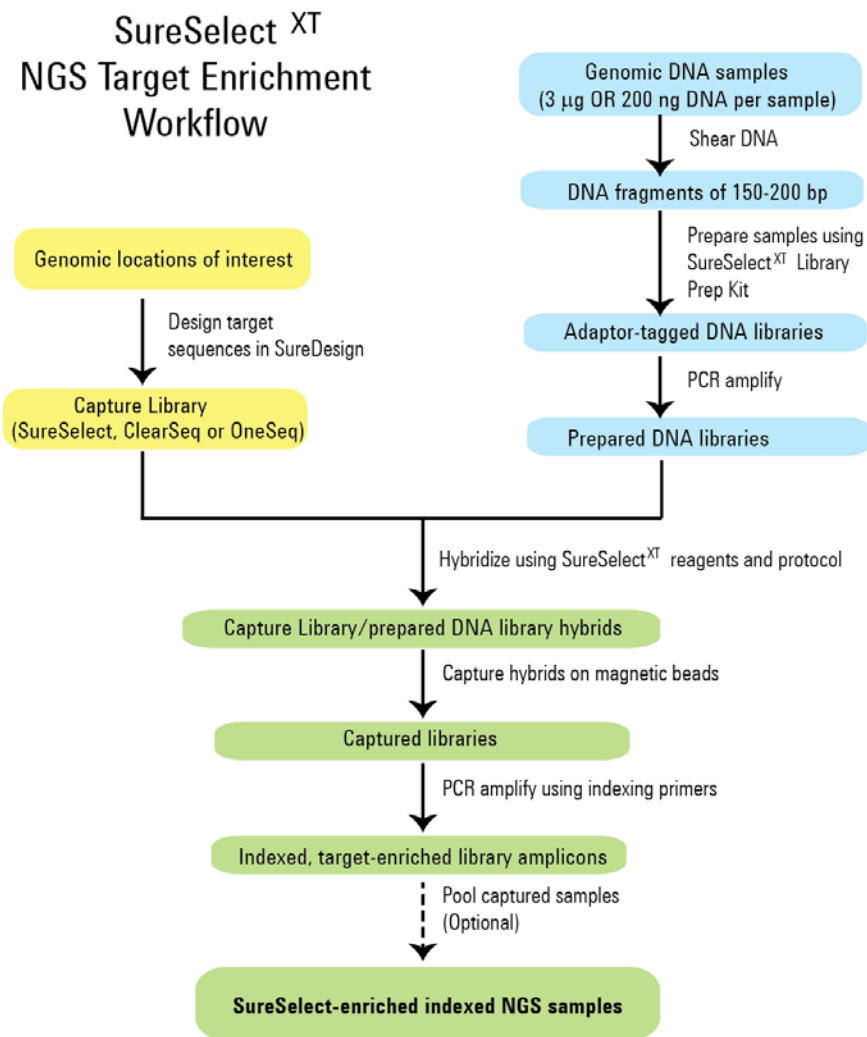 SureSelect XT
NGS Target Enrichment
Workflow
Genomic DNA samples
(3 µg OR 200 ng DNA per sample)
Shear DNA
DNA fragments of 150-200 bp
Prepare samples using
SureSelectXT Library
Prep Kit
Adaptor-tagged DNA libraries
PCR amplify
Prepared DNA libraries
Genomic locations of interest
Design target
sequences in SureDesign
Capture Library
(SureSelect, ClearSeq or OneSeq)
Hybridize using SureSelectXT reagents and protocol
Capture Library/prepared DNA library hybrids
Capture hybrids on magnetic beads
Captured libraries
PCR amplify using indexing primers
Indexed, target-enriched library amplicons
Pool captured samples
(Optional)
SureSelect-enriched indexed NGS samples